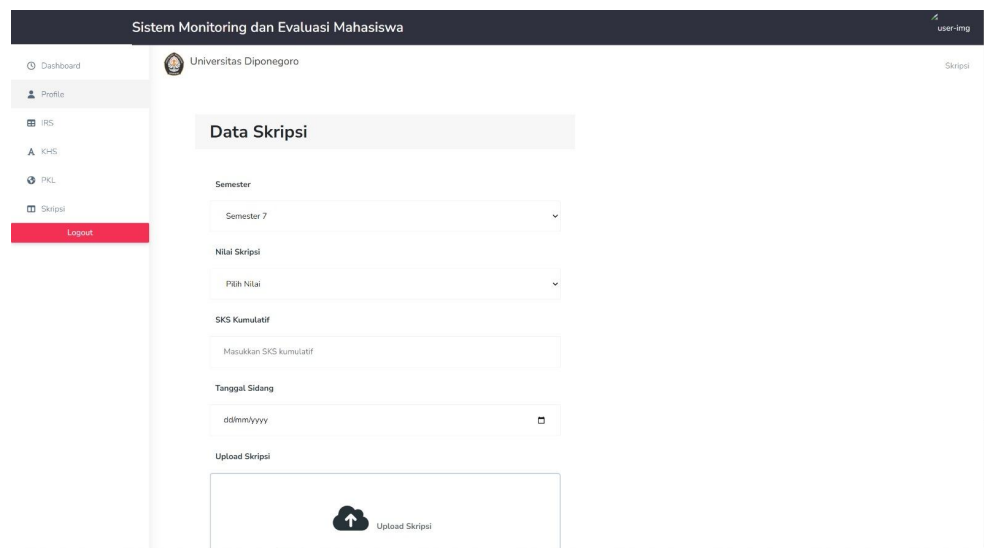 Sistem Monitoring dan Evaluasi Mahasiswa
user-img
Dashboard
Profile
IRS
KHS
PKL
Skripsi
Logout
Universitas Diponegoro
Skripsi
Data Skripsi
Semester
Semester 7
Nilai Skripsi
Pilih Nilai
SKS Kumulatif
Masukkan SKS kumulatif
Tanggal Sidang
dd/mm/yyyy
Upload Skripsi
Upload Skripsi